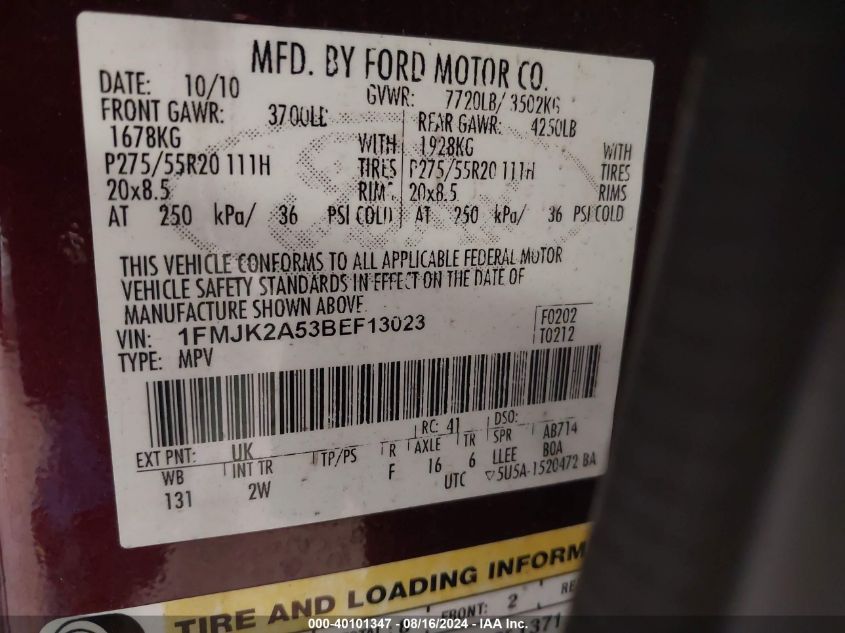 MFD. BY FORD MOTOR CO.
DATE: 10/10 GVWR: 7720LB/ 3502KG
FRONT GAWR: 3700LB REAR GAWR: 4250LB
1678KG WITH 1928KG WITH
P275/55R20 111H TIRES P275/55R20 111H TIRES
20x8.5 RIMS 20x8.5 RIMS
AT 250 kPa/ 36 PSI COLD AT 250 kPa/ 36 PSI COLD
THIS VEHICLE CONFORMS TO ALL APPLICABLE FEDERAL MOTOR
VEHICLE SAFETY STANDARDS IN EFFECT ON THE DATE OF
MANUFACTURE SHOWN ABOVE.
VIN: 1FMJK2A53BEF13023 F0202
TYPE: MPV T0212
EXT PNT: UK RC: 41 DSO:
WB INT TR TP/PS R AXLE TR SPR AB714
131 2W F 16 6 LLEE BOA
UTC ▽5U5A-1520472 BA
TIRE AND LOADING INFORM
FRONT: 2
000-40101347 - 08/16/2024 - IAA Inc.